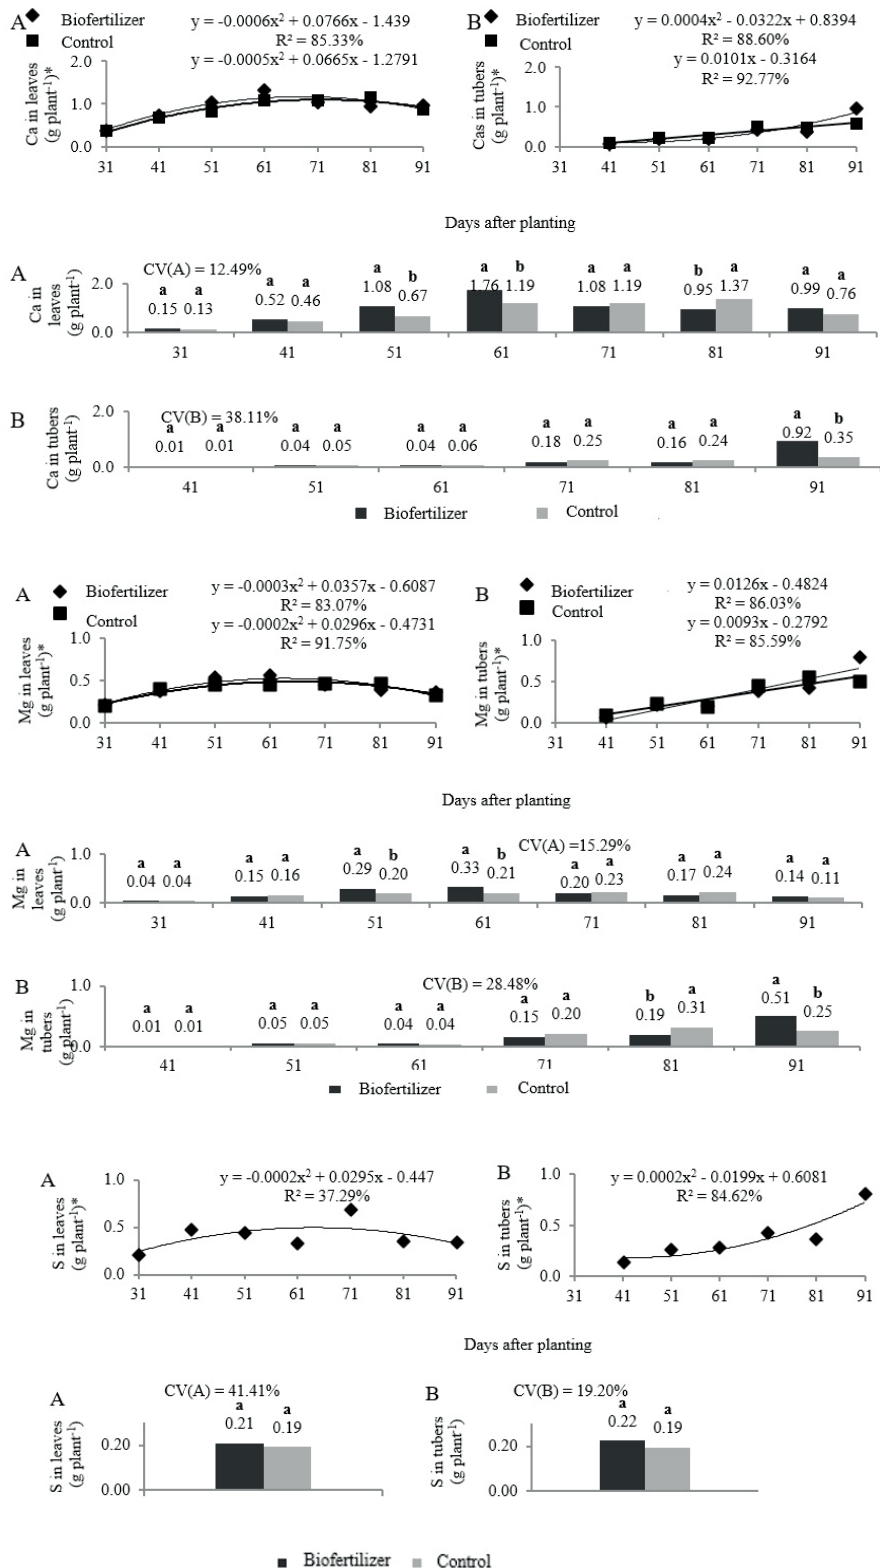 A
Biofertilizer
Control
y = -0.0006x² + 0.0766x - 1.439
R² = 85.33%
y = -0.0005x² + 0.0665x - 1.2791
Ca in leaves
(g plant⁻¹)*
2.0
1.0
0.0
31 41 51 61 71 81 91
B
Biofertilizer
Control
y = 0.0004x² - 0.0322x + 0.8394
R² = 88.60%
y = 0.0101x - 0.3164
R² = 92.77%
Cas in tubers
(g plant⁻¹)*
2.0
1.0
0.0
31 41 51 61 71 81 91
Days after planting
A
CV(A) = 12.49%
Ca in
leaves
(g plant⁻¹)
2.0
0.0
a a a a a b a b a a b a a a
0.15 0.13 0.52 0.46 1.08 0.67 1.76 1.19 1.08 1.19 0.95 1.37 0.99 0.76
31 41 51 61 71 81 91
B
CV(B) = 38.11%
Ca in tubers
(g plant⁻¹)
2.0
0.0
a a a a a a a a a a a b
0.01 0.01 0.04 0.05 0.04 0.06 0.18 0.25 0.16 0.24 0.92 0.35
41 51 61 71 81 91
Biofertilizer Control
A
Biofertilizer
Control
y = -0.0003x² + 0.0357x - 0.6087
R² = 83.07%
y = -0.0002x² + 0.0296x - 0.4731
R² = 91.75%
Mg in leaves
(g plant⁻¹)*
1.0
0.5
0.0
31 41 51 61 71 81 91
B
Biofertilizer
Control
y = 0.0126x - 0.4824
R² = 86.03%
y = 0.0093x - 0.2792
R² = 85.59%
Mg in tubers
(g plant⁻¹)*
1.0
0.5
0.0
31 41 51 61 71 81 91
Days after planting
A
CV(A) =15.29%
Mg in
leaves
(g plant⁻¹)
1.0
0.0
a a a a a b a b a a a a a a
0.04 0.04 0.15 0.16 0.29 0.20 0.33 0.21 0.20 0.23 0.17 0.24 0.14 0.11
31 41 51 61 71 81 91
B
CV(B) = 28.48%
Mg in
tubers
(g plant⁻¹)
1.0
0.0
a a a a a a a a b a a b
0.01 0.01 0.05 0.05 0.04 0.04 0.15 0.20 0.19 0.31 0.51 0.25
41 51 61 71 81 91
Biofertilizer Control
A
y = -0.0002x² + 0.0295x - 0.447
R² = 37.29%
S in leaves
(g plant⁻¹)*
1.0
0.5
0.0
31 41 51 61 71 81 91
B
y = 0.0002x² - 0.0199x + 0.6081
R² = 84.62%
S in tubers
(g plant⁻¹)*
1.0
0.5
0.0
31 41 51 61 71 81 91
Days after planting
A
CV(A) = 41.41%
S in leaves
(g plant⁻¹)
0.20
0.00
a a
0.21 0.19
B
CV(B) = 19.20%
S in tubers
(g plant⁻¹)
0.20
0.00
a a
0.22 0.19
Biofertilizer Control